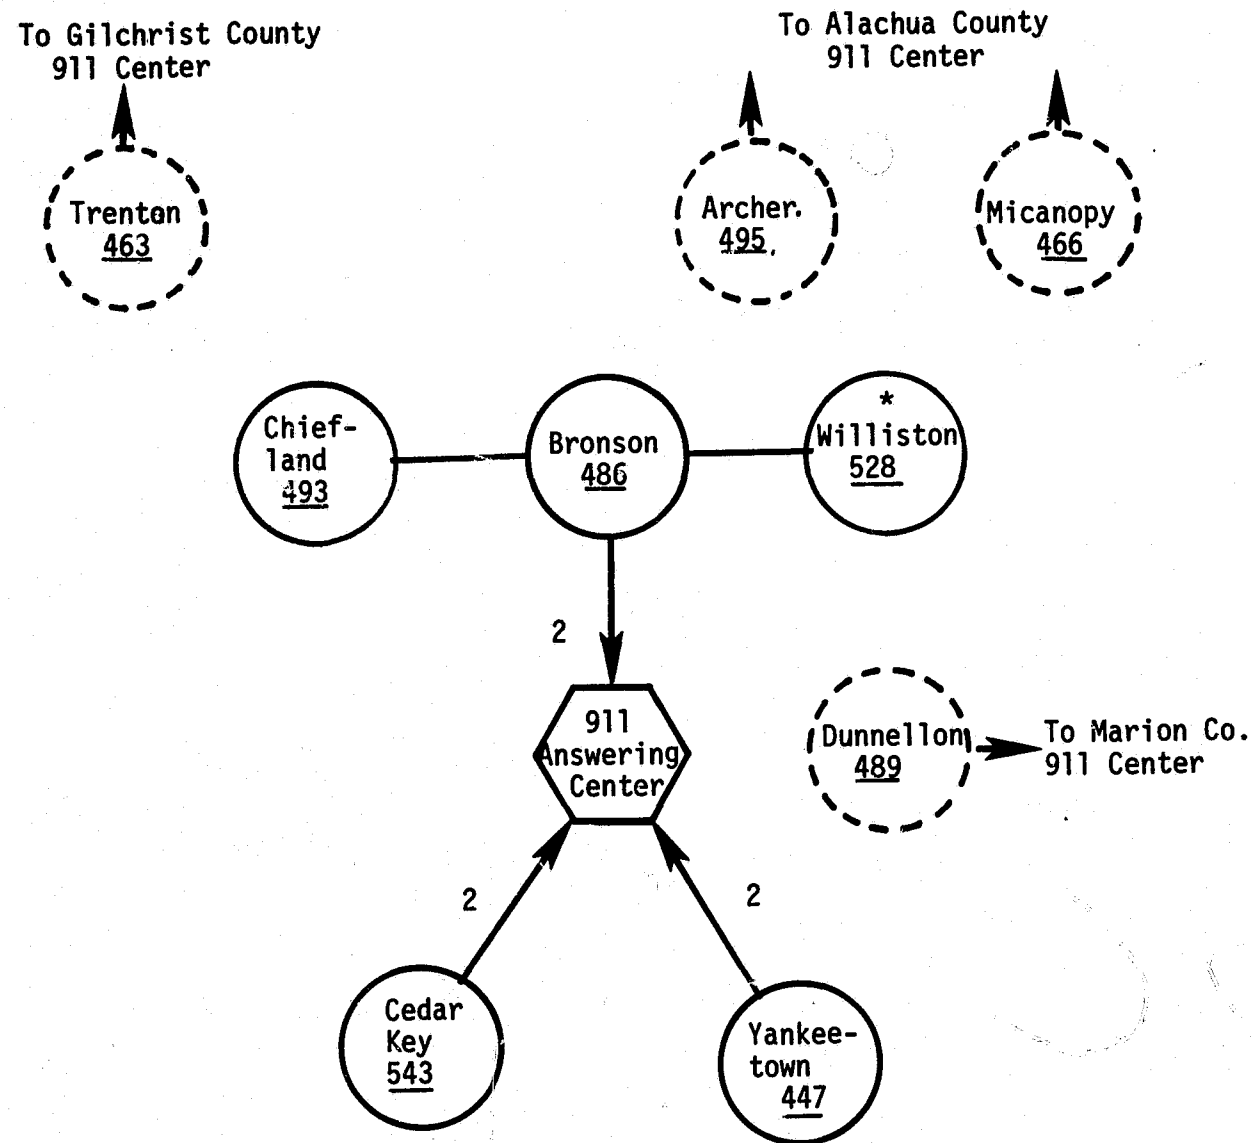 To Gilchrist County
911 Center
To Alachua County
911 Center
Trenton
463
Archer.
495
Micanopy
466
Chief-
land
493
Bronson
486
*
Williston
528
2
911
Answering
Center
Dunnellon
489
To Marion Co.
911 Center
2
2
Cedar
Key
543
Yankee-
town
447